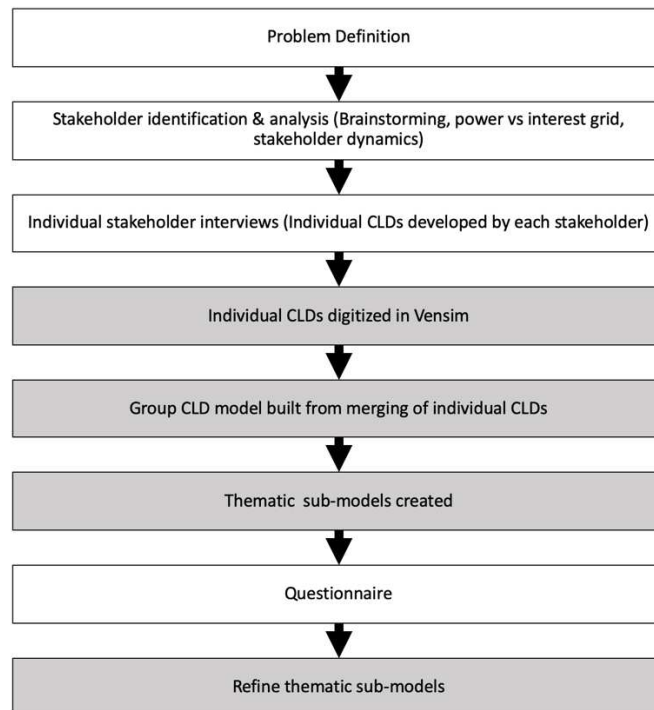 Problem Definition
Stakeholder identification & analysis (Brainstorming, power vs interest grid,
stakeholder dynamics)
Individual stakeholder interviews (Individual CLDs developed by each stakeholder)
Individual CLDs digitized in Vensim
Group CLD model built from merging of individual CLDs
Thematic sub-models created
Questionnaire
Refine thematic sub-models